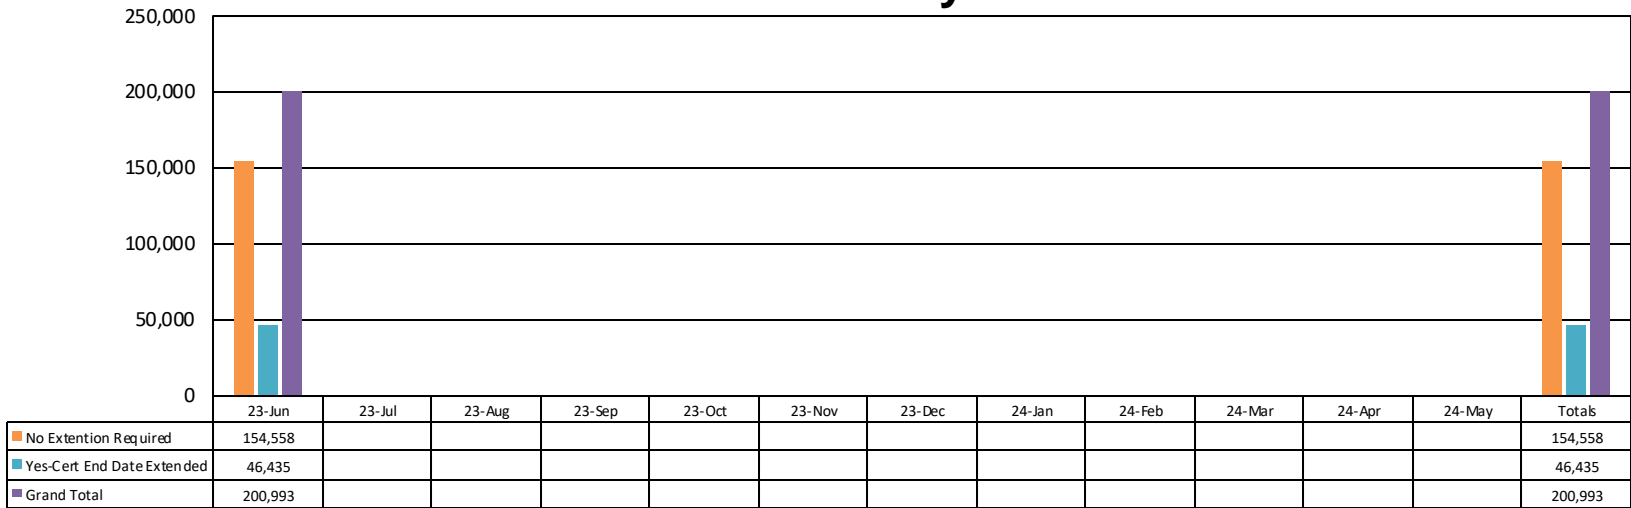 250,000
200,000
150,000
100,000
50,000
0
23-Jun 23-Jul 23-Aug 23-Sep 23-Oct 23-Nov 23-Dec 24-Jan 24-Feb 24-Mar 24-Apr 24-May Totals
No Extention Required 154,558 154,558
Yes-Cert End Date Extended 46,435 46,435
Grand Total 200,993 200,993